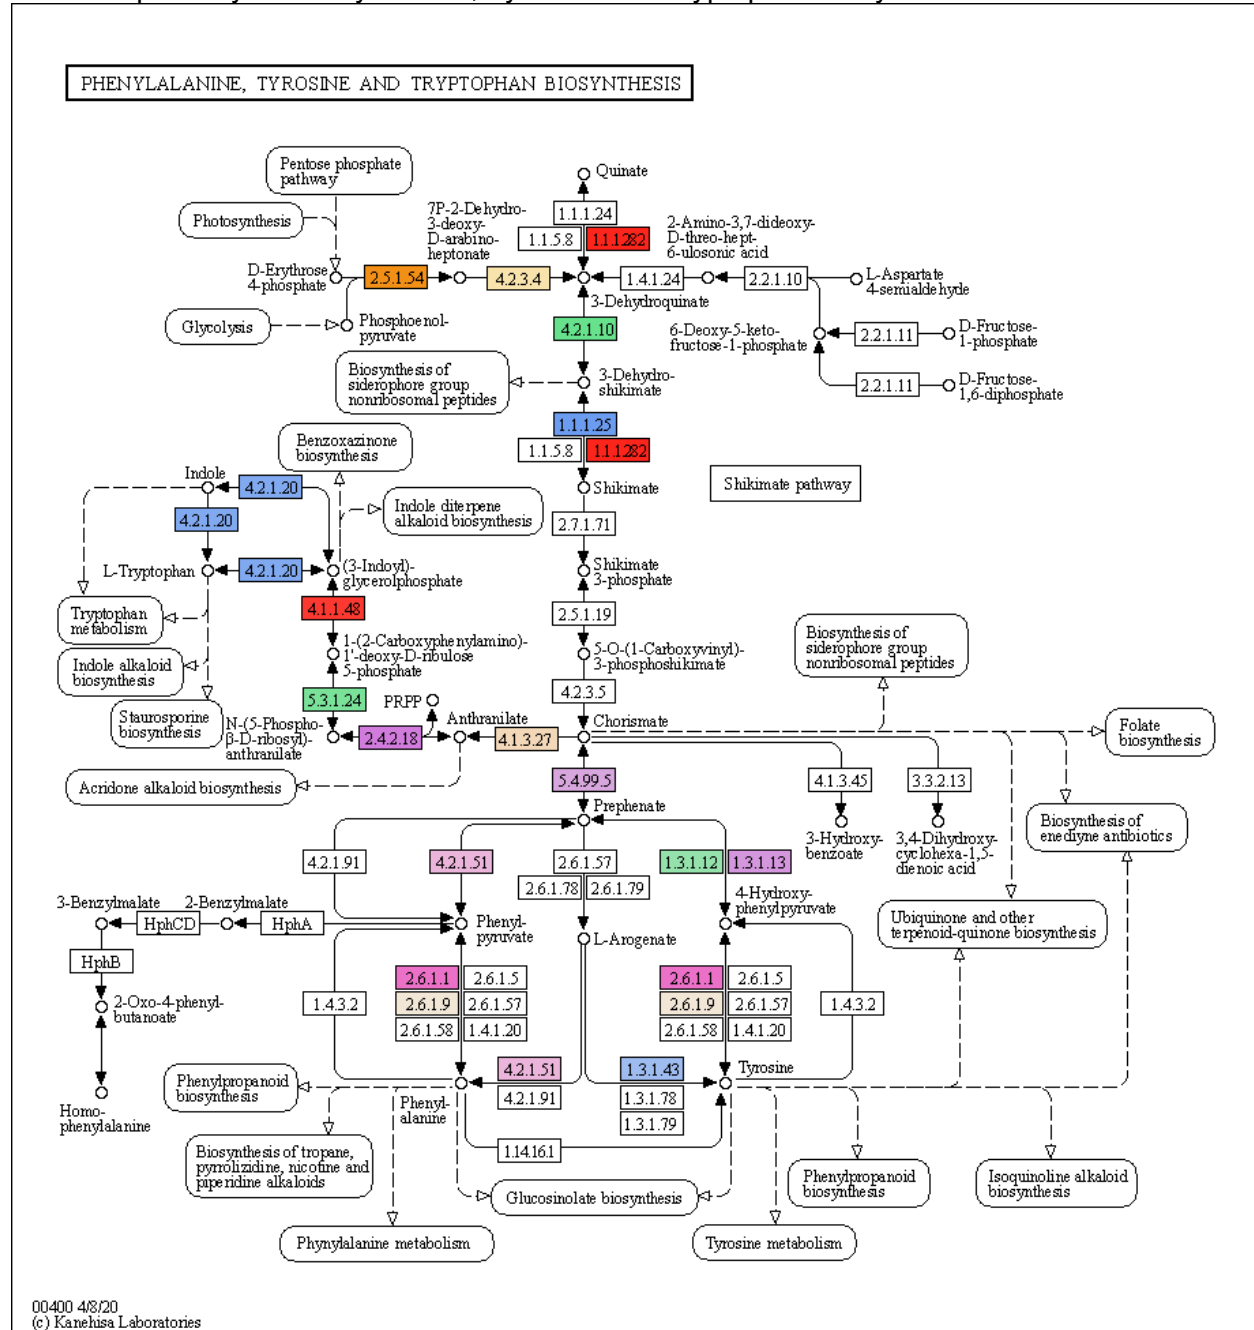 PHENYLALANINE, TYROSINE AND TRYPTOPHAN BIOSYNTHESIS
Pentose phosphate
pathway
Photosynthesis
Quinate
7P-2-Dehydro-
3-deoxy-
D-arabino-
heptonate
1.1.1.24
1.1.5.8
1.1.1.282
2-Amino-3,7-dideoxy-
D-threo-hept-
6-ulosonic acid
D-Erythrose
4-phosphate
2.5.1.54
4.2.3.4
1.4.1.24
2.2.1.10
L-Aspartate
4-semialdehyde
3-Dehydroquinate
Glycolysis
Phosphoenol-
pyruvate
4.2.1.10
6-Deoxy-5-keto-
fructose-1-phosphate
2.2.1.11
D-Fructose-
1-phosphate
Biosynthesis of
siderophore group
nonribosomal peptides
3-Dehydro-
shikimate
2.2.1.11
D-Fructose-
1,6-diphosphate
1.1.1.25
1.1.5.8
1.1.1.282
Benzoxazinone
biosynthesis
Indole
4.2.1.20
Shikimate
Shikimate pathway
4.2.1.20
Indole diterpene
alkaloid biosynthesis
2.7.1.71
L-Tryptophan
4.2.1.20
(3-Indoyl)-
glycerolphosphate
Shikimate
3-phosphate
Tryptophan
metabolism
4.1.1.48
2.5.1.19
Indole alkaloid
biosynthesis
1-(2-Carboxyphenylamino)-
1'-deoxy-D-ribulose
5-phosphate
5-O-(1-Carboxyvinyl)-
3-phosphoshikimate
Biosynthesis of
siderophore group
nonribosomal peptides
Staurosporine
biosynthesis
5.3.1.24
PRPP
4.2.3.5
N-(5-Phospho-
β-D-ribosyl)-
anthranilate
2.4.2.18
Anthranilate
4.1.3.27
Chorismate
Folate
biosynthesis
Acridone alkaloid biosynthesis
5.4.99.5
4.1.3.45
3.3.2.13
Prephenate
3-Hydroxy-
benzoate
3,4-Dihydroxy-
cyclohexa-1,5-
dienoic acid
Biosynthesis of
enediyne antibiotics
4.2.1.91
4.2.1.51
2.6.1.57
2.6.1.78
2.6.1.79
1.3.1.12
1.3.1.13
3-Benzylmalate
2-Benzylmalate
HphCD
HphA
Phenyl-
pyruvate
4-Hydroxy-
phenylpyruvate
Ubiquinone and other
terpenoid-quinone biosynthesis
HphB
L-Arogenate
2-Oxo-4-phenyl-
butanoate
1.4.3.2
2.6.1.1
2.6.1.5
2.6.1.9
2.6.1.57
2.6.1.58
1.4.1.20
2.6.1.1
2.6.1.5
2.6.1.9
2.6.1.57
2.6.1.58
1.4.1.20
1.4.3.2
Homo-
phenylalanine
Phenylpropanoid
biosynthesis
Phenyl-
alanine
4.2.1.51
4.2.1.91
1.3.1.43
1.3.1.78
1.3.1.79
Tyrosine
Biosynthesis of tropane,
pyrrolizidine, nicotine and
piperidine alkaloids
1.14.16.1
Glucosinolate biosynthesis
Phenylpropanoid
biosynthesis
Isoquinoline alkaloid
biosynthesis
Phynylalanine metabolism
Tyrosine metabolism
00400 4/8/20
(c) Kanehisa Laboratories